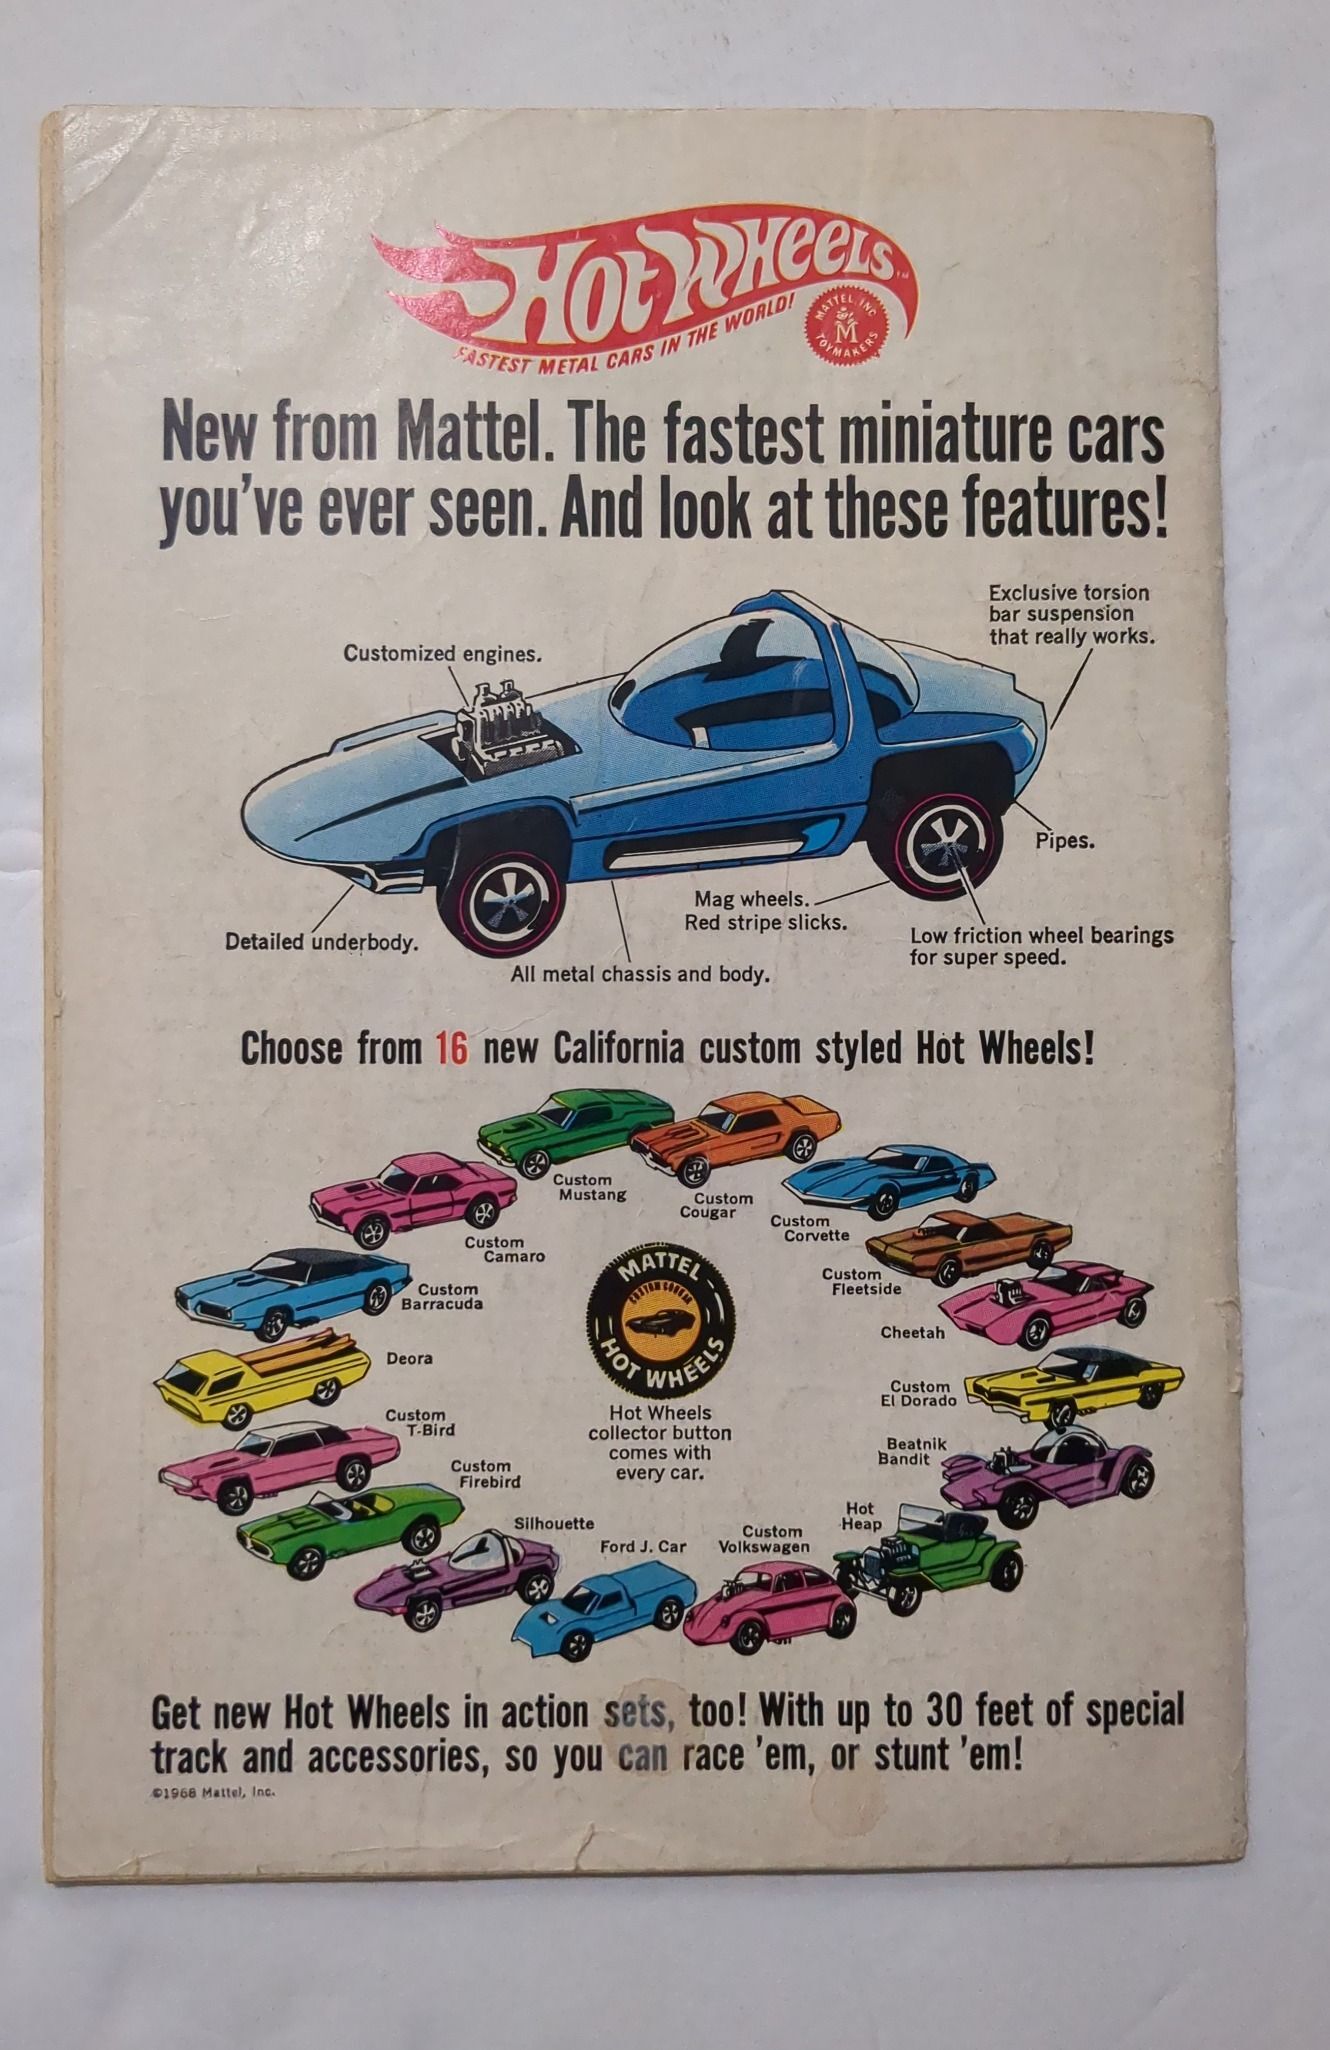 Hot Wheels
TM
FASTEST METAL CARS IN THE WORLD!
MATTEL, INC
M
TOYMAKERS
New from Mattel. The fastest miniature cars
you've ever seen. And look at these features!
Exclusive torsion
bar suspension
that really works.
Customized engines.
Pipes.
Mag wheels.
Red stripe slicks.
Low friction wheel bearings
for super speed.
Detailed underbody.
All metal chassis and body.
Choose from 16 new California custom styled Hot Wheels!
Custom
Mustang
Custom
Cougar
Custom
Camaro
Custom
Corvette
Custom
Barracuda
Custom
Fleetside
Cheetah
Deora
Custom
El Dorado
Custom
T-Bird
Beatnik
Bandit
Custom
Firebird
Hot
Heap
Silhouette
Ford J. Car
Custom
Volkswagen
MATTEL
CUSTOM COUGAR
HOT WHEELS
Hot Wheels
collector button
comes with
every car.
Get new Hot Wheels in action sets, too! With up to 30 feet of special
track and accessories, so you can race 'em, or stunt 'em!
©1968 Mattel, Inc.